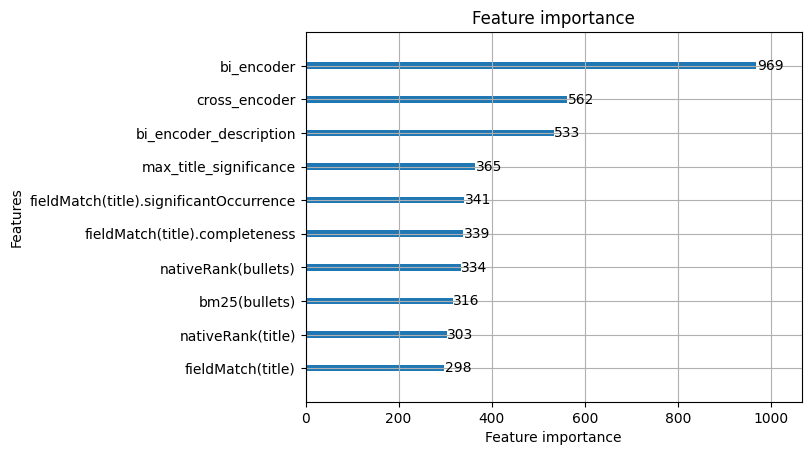 Feature importance
bi_encoder 969
cross_encoder 562
bi_encoder_description 533
max_title_significance 365
fieldMatch(title).significantOccurrence 341
fieldMatch(title).completeness 339
nativeRank(bullets) 334
bm25(bullets) 316
nativeRank(title) 303
fieldMatch(title) 298
Features
0 200 400 600 800 1000
Feature importance